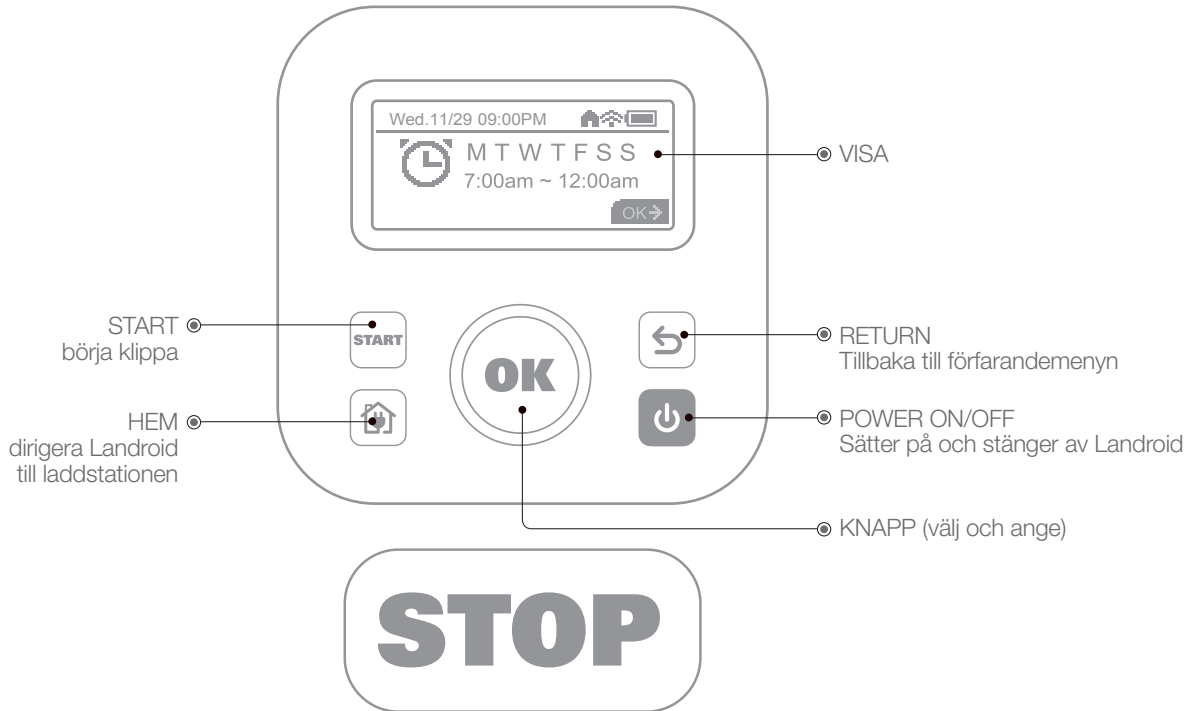 Wed.11/29 09:00PM
M T W T F S S
7:00am ~ 12:00am
OK
VISA
START
börja klippa
START
OK
RETURN
Tillbaka till förfarandemenyn
HEM
dirigera Landroid
till laddstationen
POWER ON/OFF
Sätter på och stänger av Landroid
KNAPP (välj och ange)
STOP